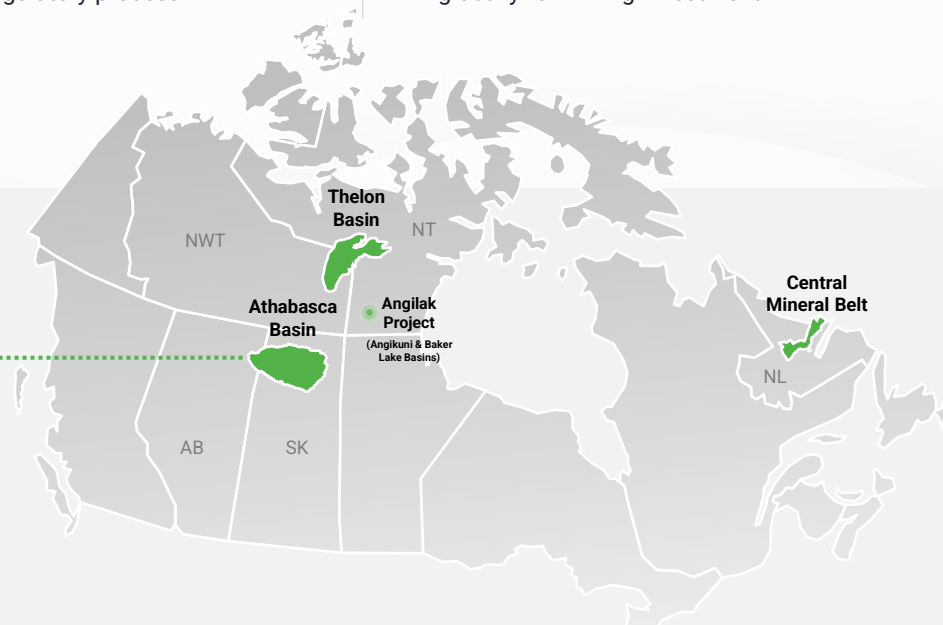 Thelon
Basin
NT
NWT
Athabasca
Basin
Angilak
Project
(Angikuni & Baker
Lake Basins)
Central
Mineral Belt
NL
AB
SK